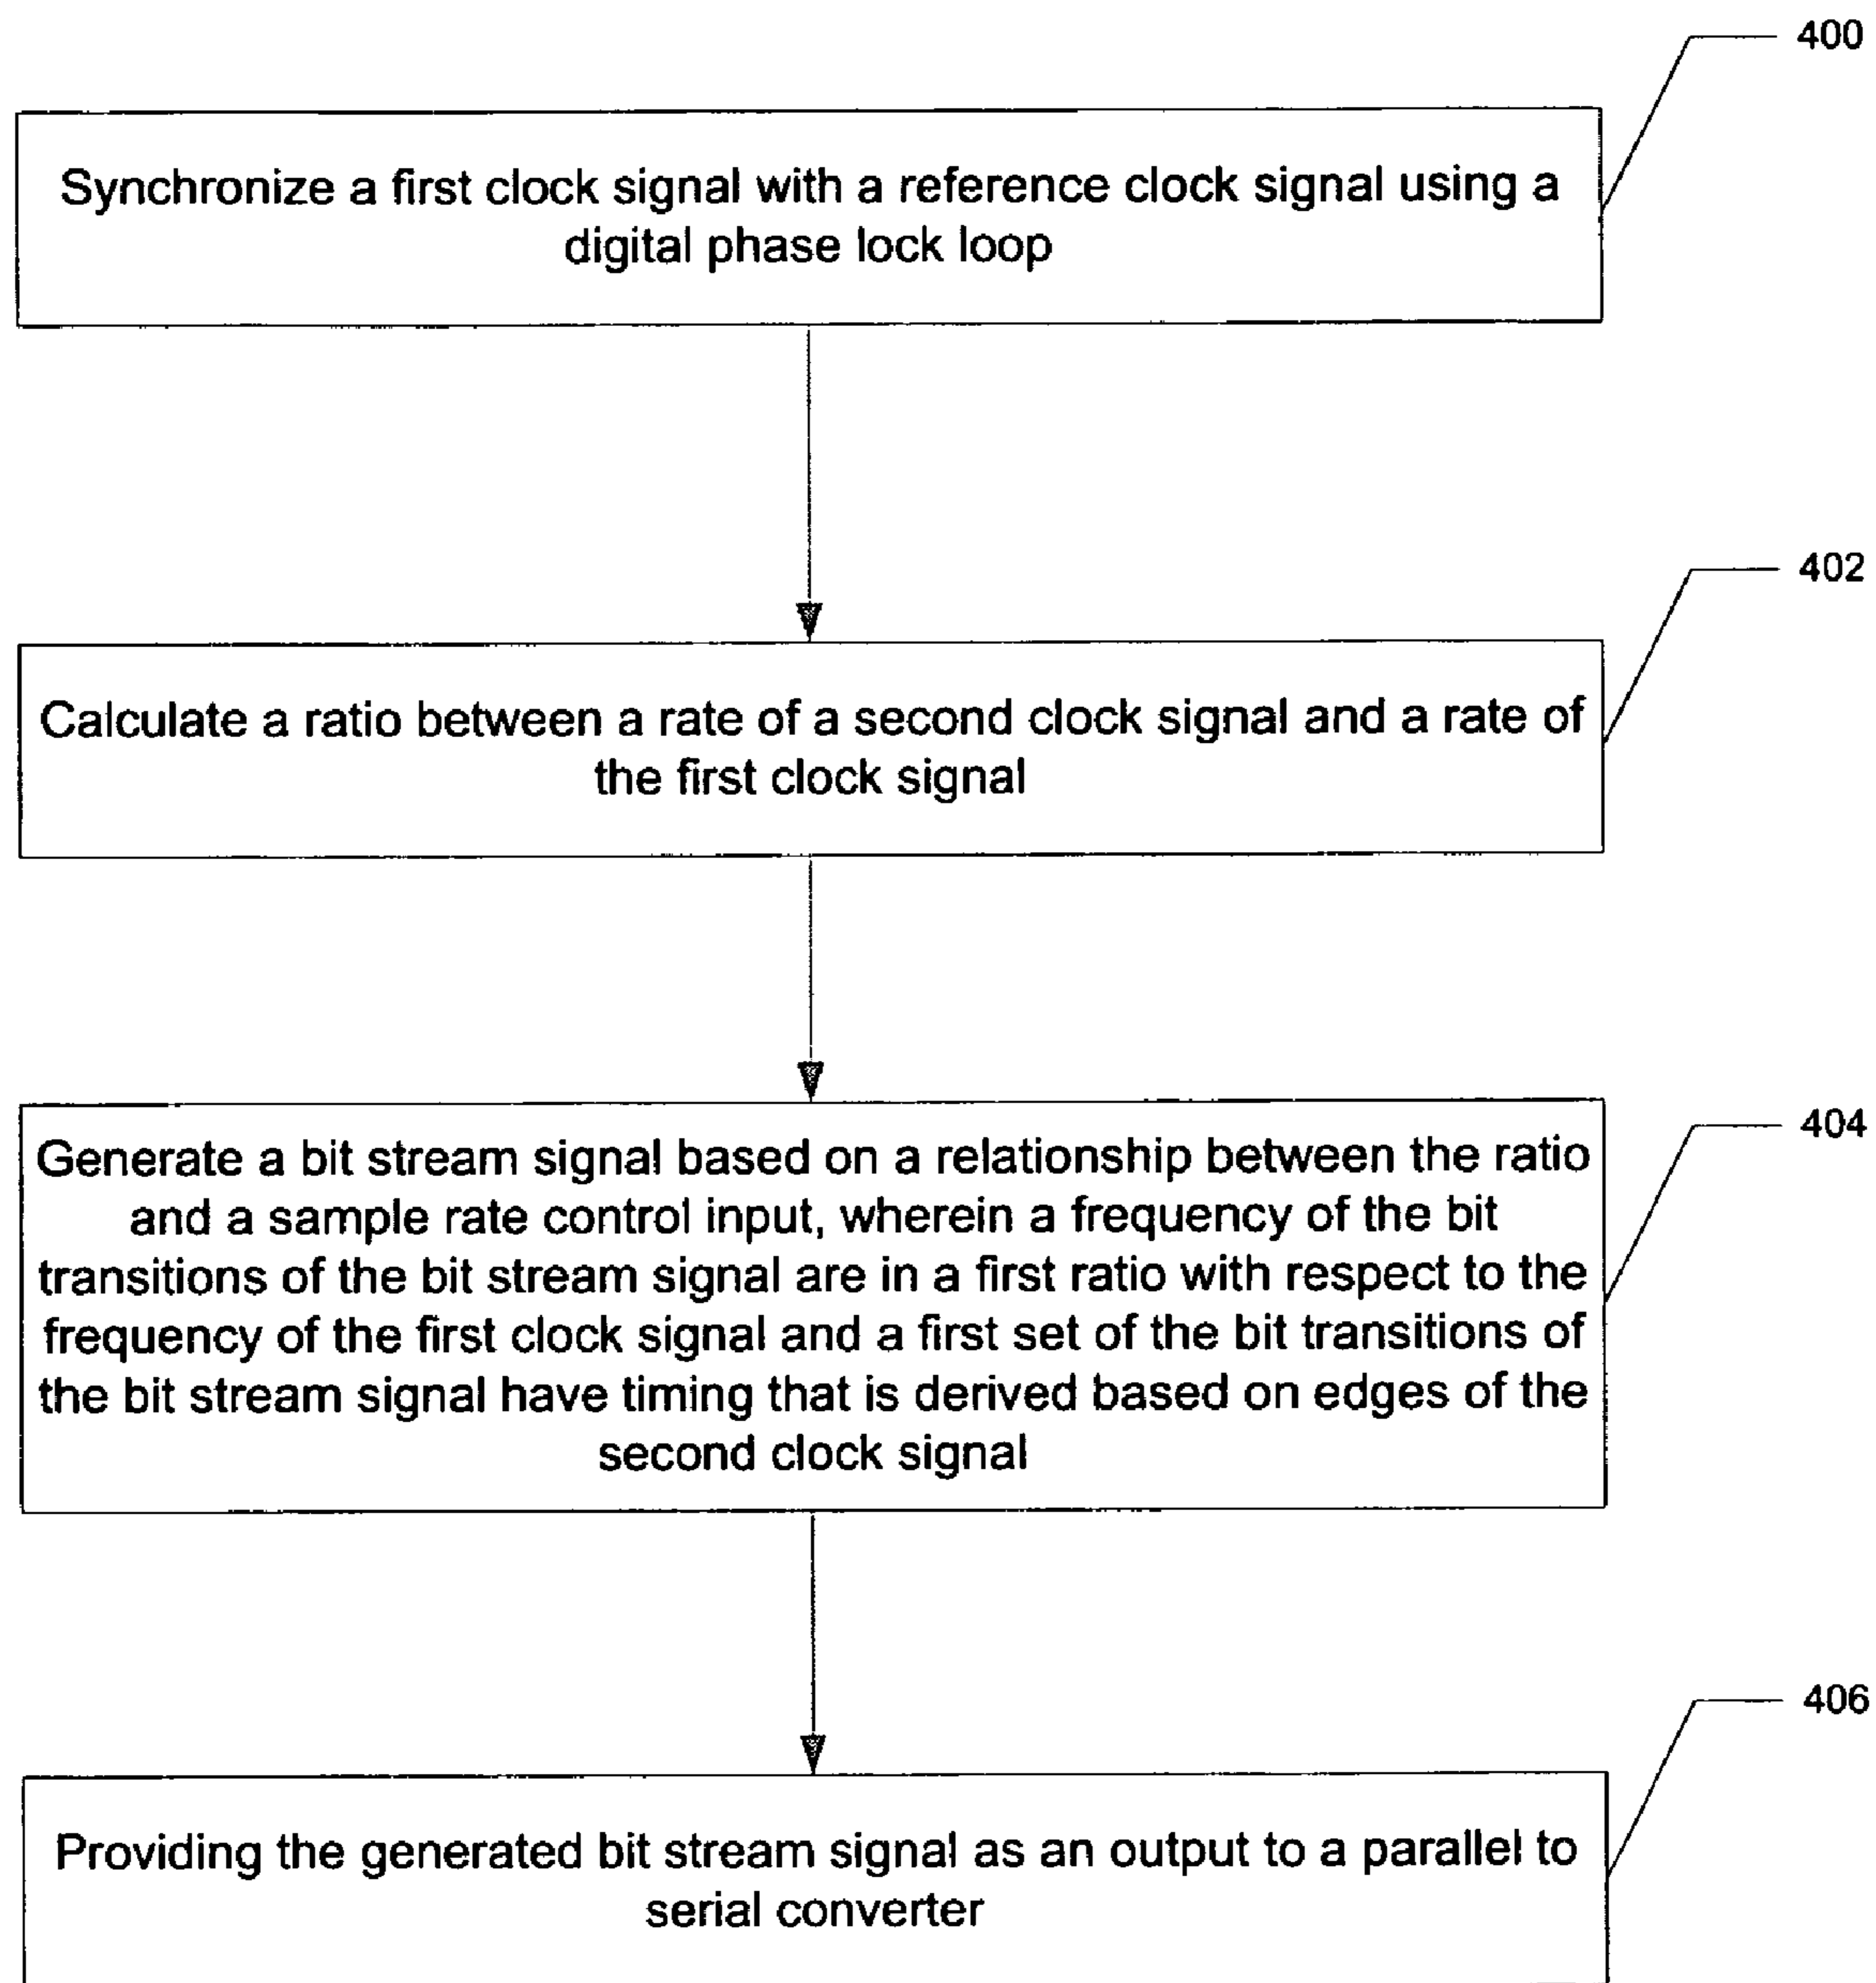 400
Synchronize a first clock signal with a reference clock signal using a
digital phase lock loop
402
Calculate a ratio between a rate of a second clock signal and a rate of
the first clock signal
404
Generate a bit stream signal based on a relationship between the ratio
and a sample rate control input, wherein a frequency of the bit
transitions of the bit stream signal are in a first ratio with respect to the
frequency of the first clock signal and a first set of the bit transitions of
the bit stream signal have timing that is derived based on edges of the
second clock signal
406
Providing the generated bit stream signal as an output to a parallel to
serial converter